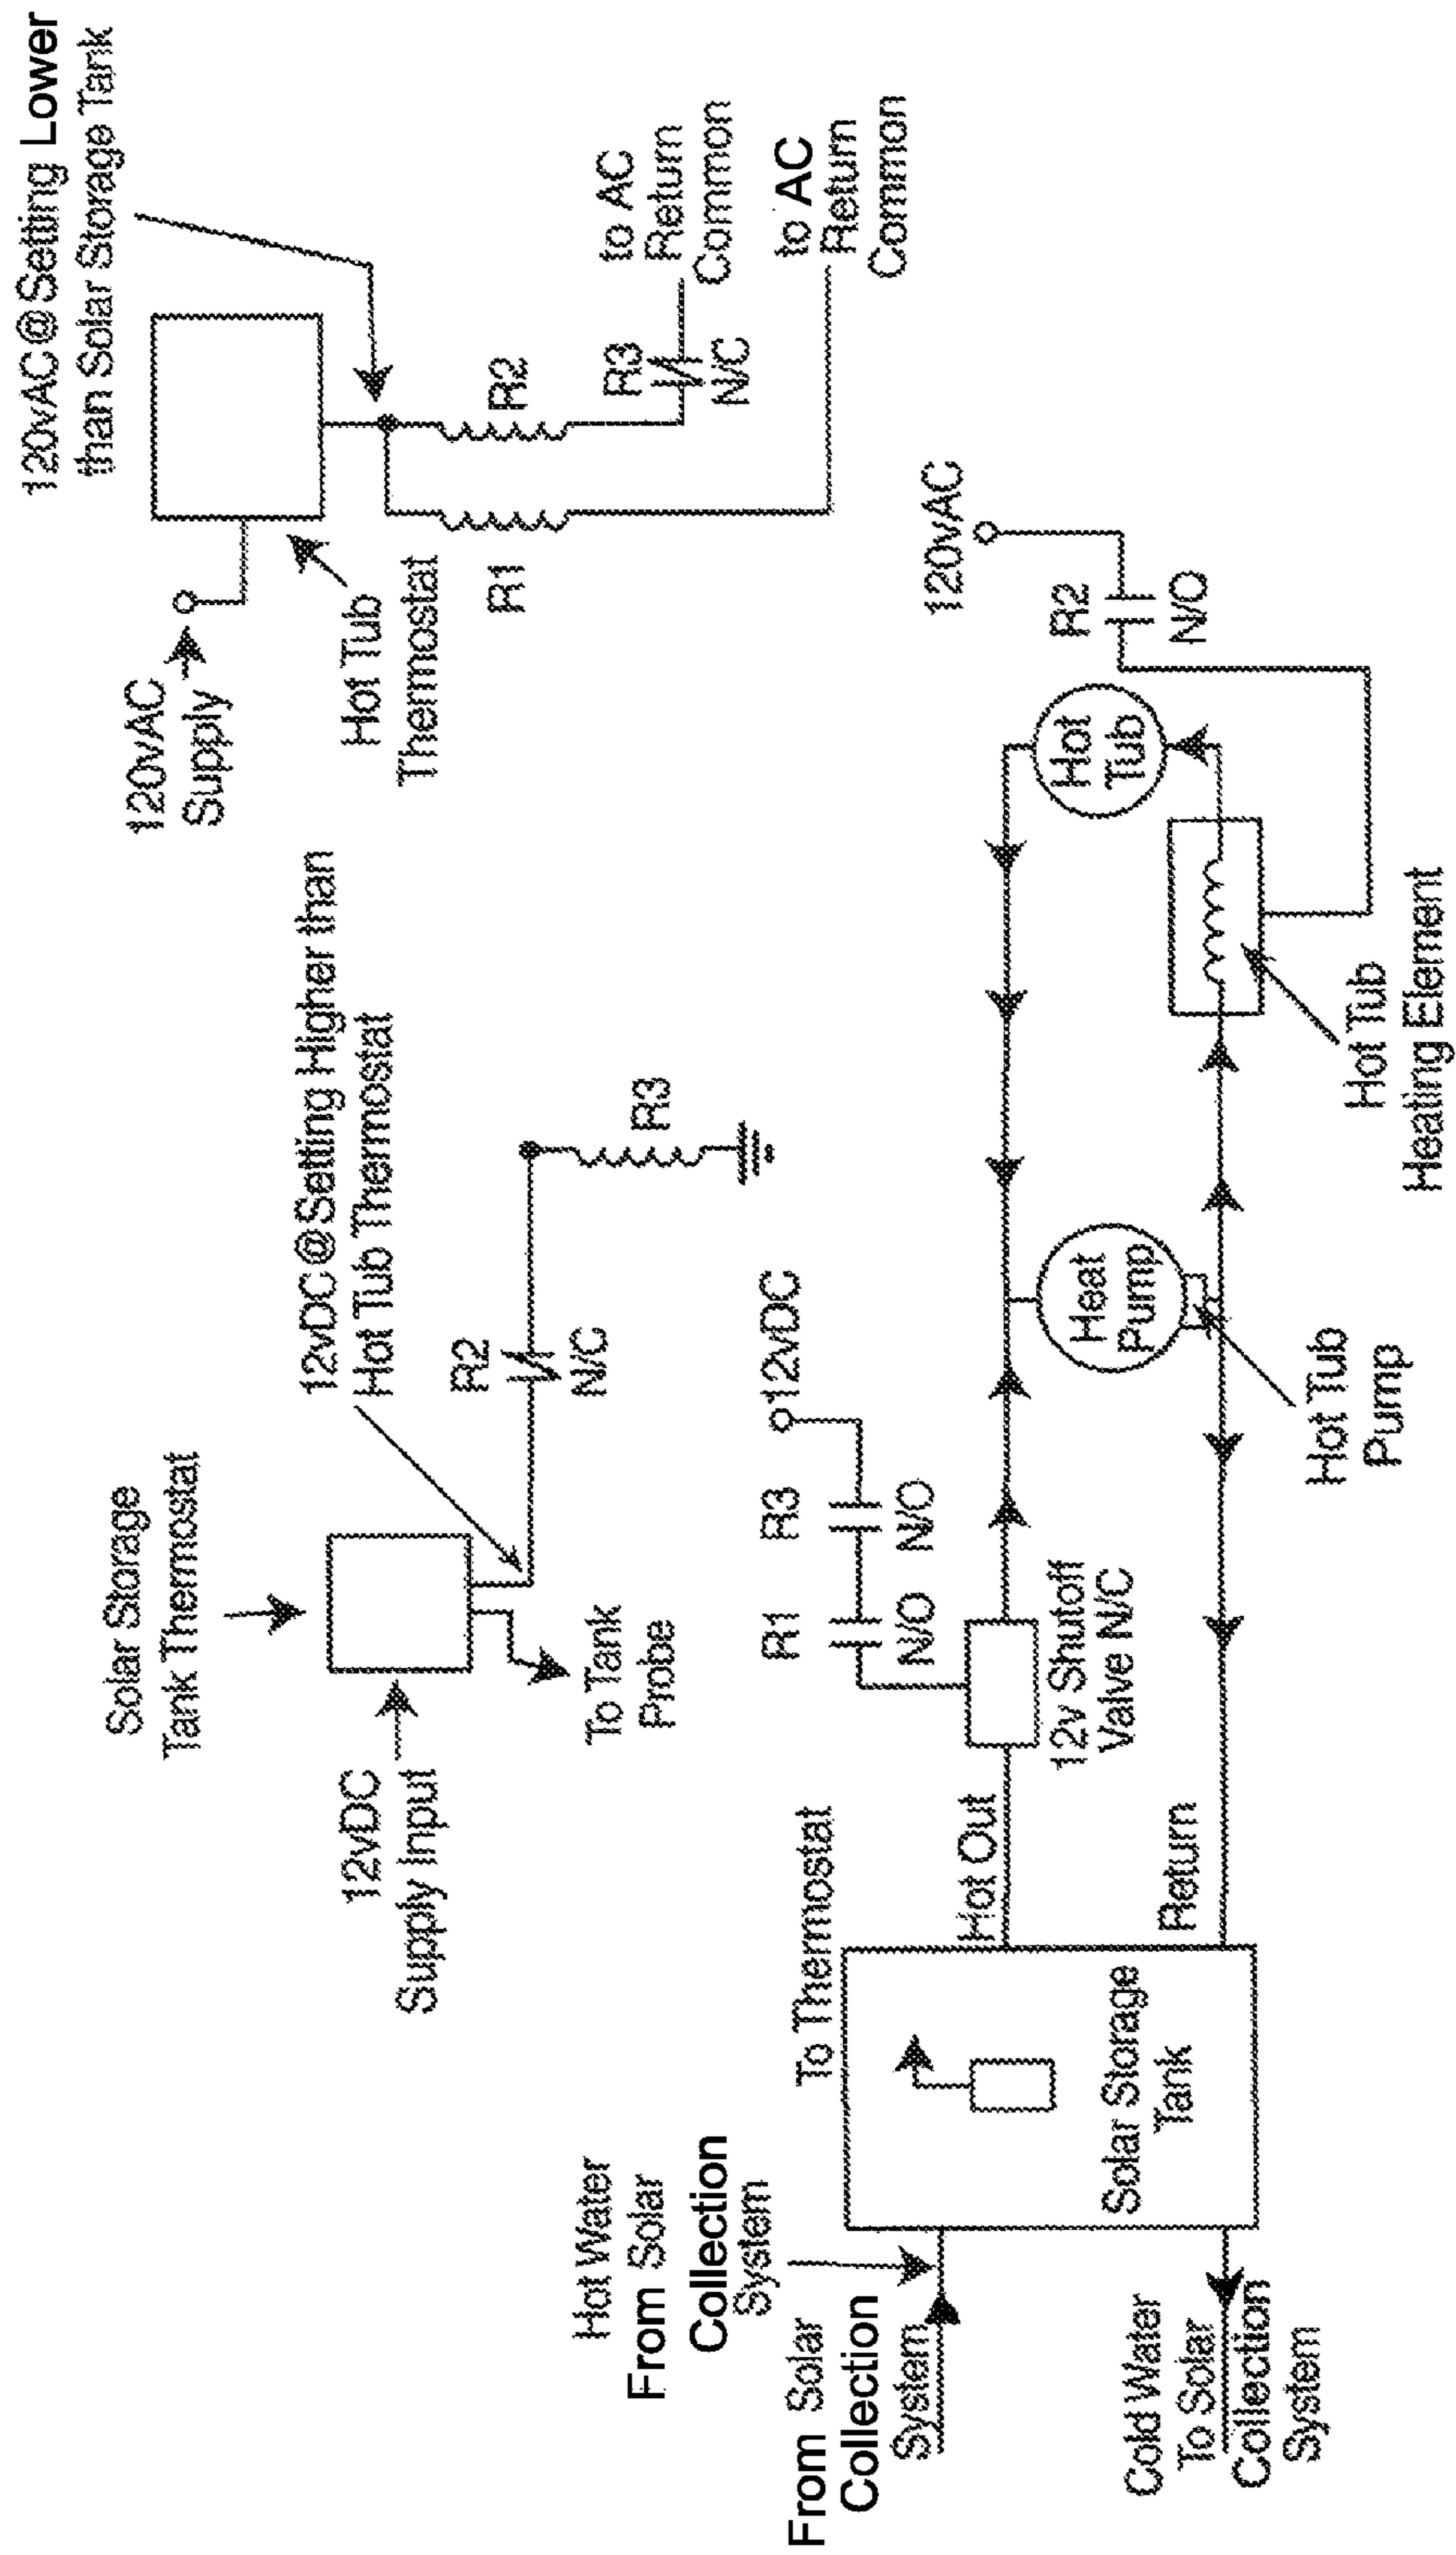 Solar Storage
Tank Thermostat
12vDC
Supply Input
To Tank
Probe
12vDC@Setting Higher than
Hot Tub Thermostat
R2
N/C
R3
120vAC
Supply
Hot Tub
Thermostat
120vAC@Setting Lower
than Solar Storage Tank
R1
R2
R3
N/C
to AC
Return
Common
to AC
Return
Common
Hot Water
From Solar
Collection
System
From Solar
Collection
System
Cold Water
To Solar
Collection
System
To Thermostat
Solar Storage
Tank
Hot Out
Return
R1
N/O
R3
N/O
12vDC
12v Shutoff
Valve N/C
Heat
Pump
Hot Tub
Pump
Hot
Tub
Hot Tub
Heating Element
R2
N/O
120vAC